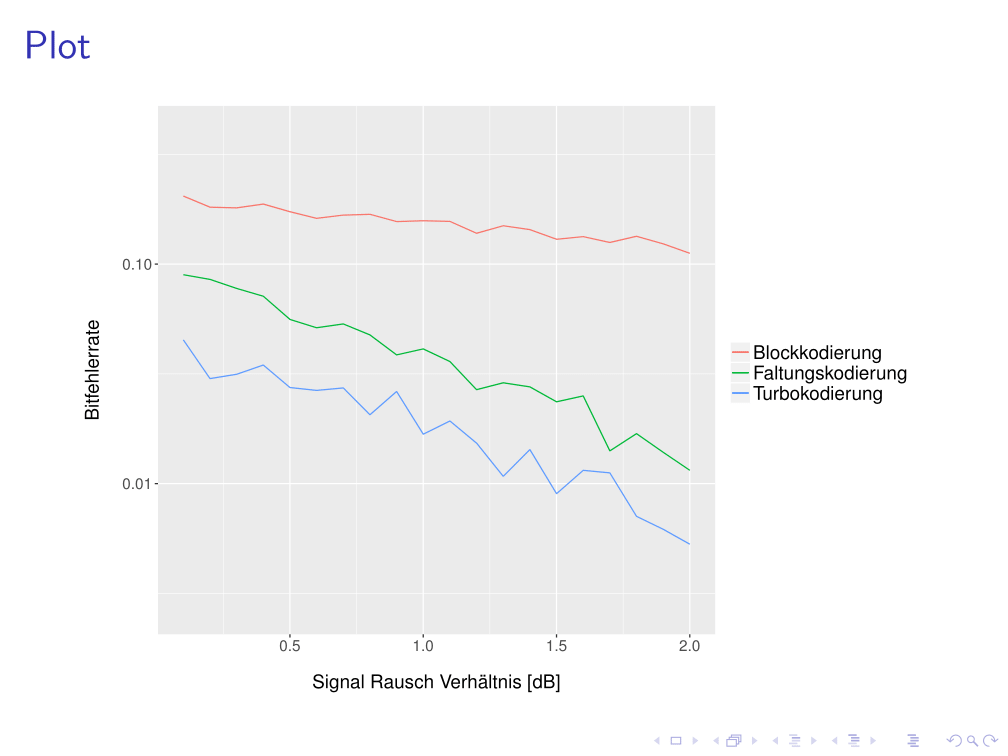 Plot
0.10
0.01
Bitfehlerrate
0.5
1.0
1.5
2.0
Signal Rausch Verhältnis [dB]
Blockkodierung
Faltungskodierung
Turbokodierung